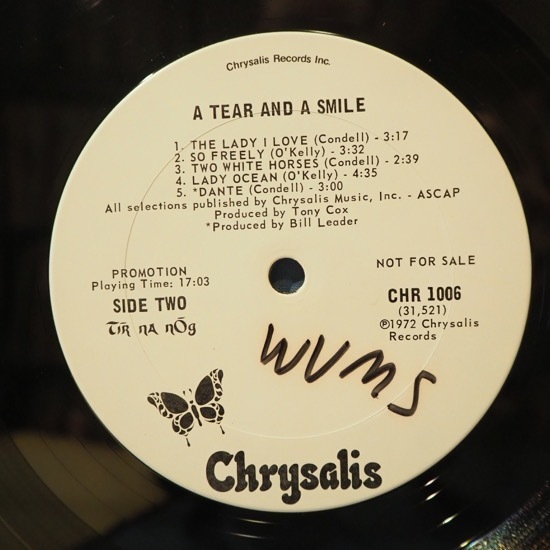 Chrysalis Records Inc.
A TEAR AND A SMILE
1. THE LADY I LOVE (Condell) - 3:17
2. SO FREELY (O'Kelly) - 3:32
3. TWO WHITE HORSES (Condell) - 2:39
4. LADY OCEAN (O'Kelly) - 4:35
5. *DANTE (Condell) - 3:00
All selections published by Chrysalis Music, Inc. - ASCAP
Produced by Tony Cox
*Produced by Bill Leader
PROMOTION
Playing Time: 17:03
SIDE TWO
TÍR NA NÓg
NOT FOR SALE
CHR 1006
(31,521)
℗1972 Chrysalis
Records
WVMS
Chrysalis